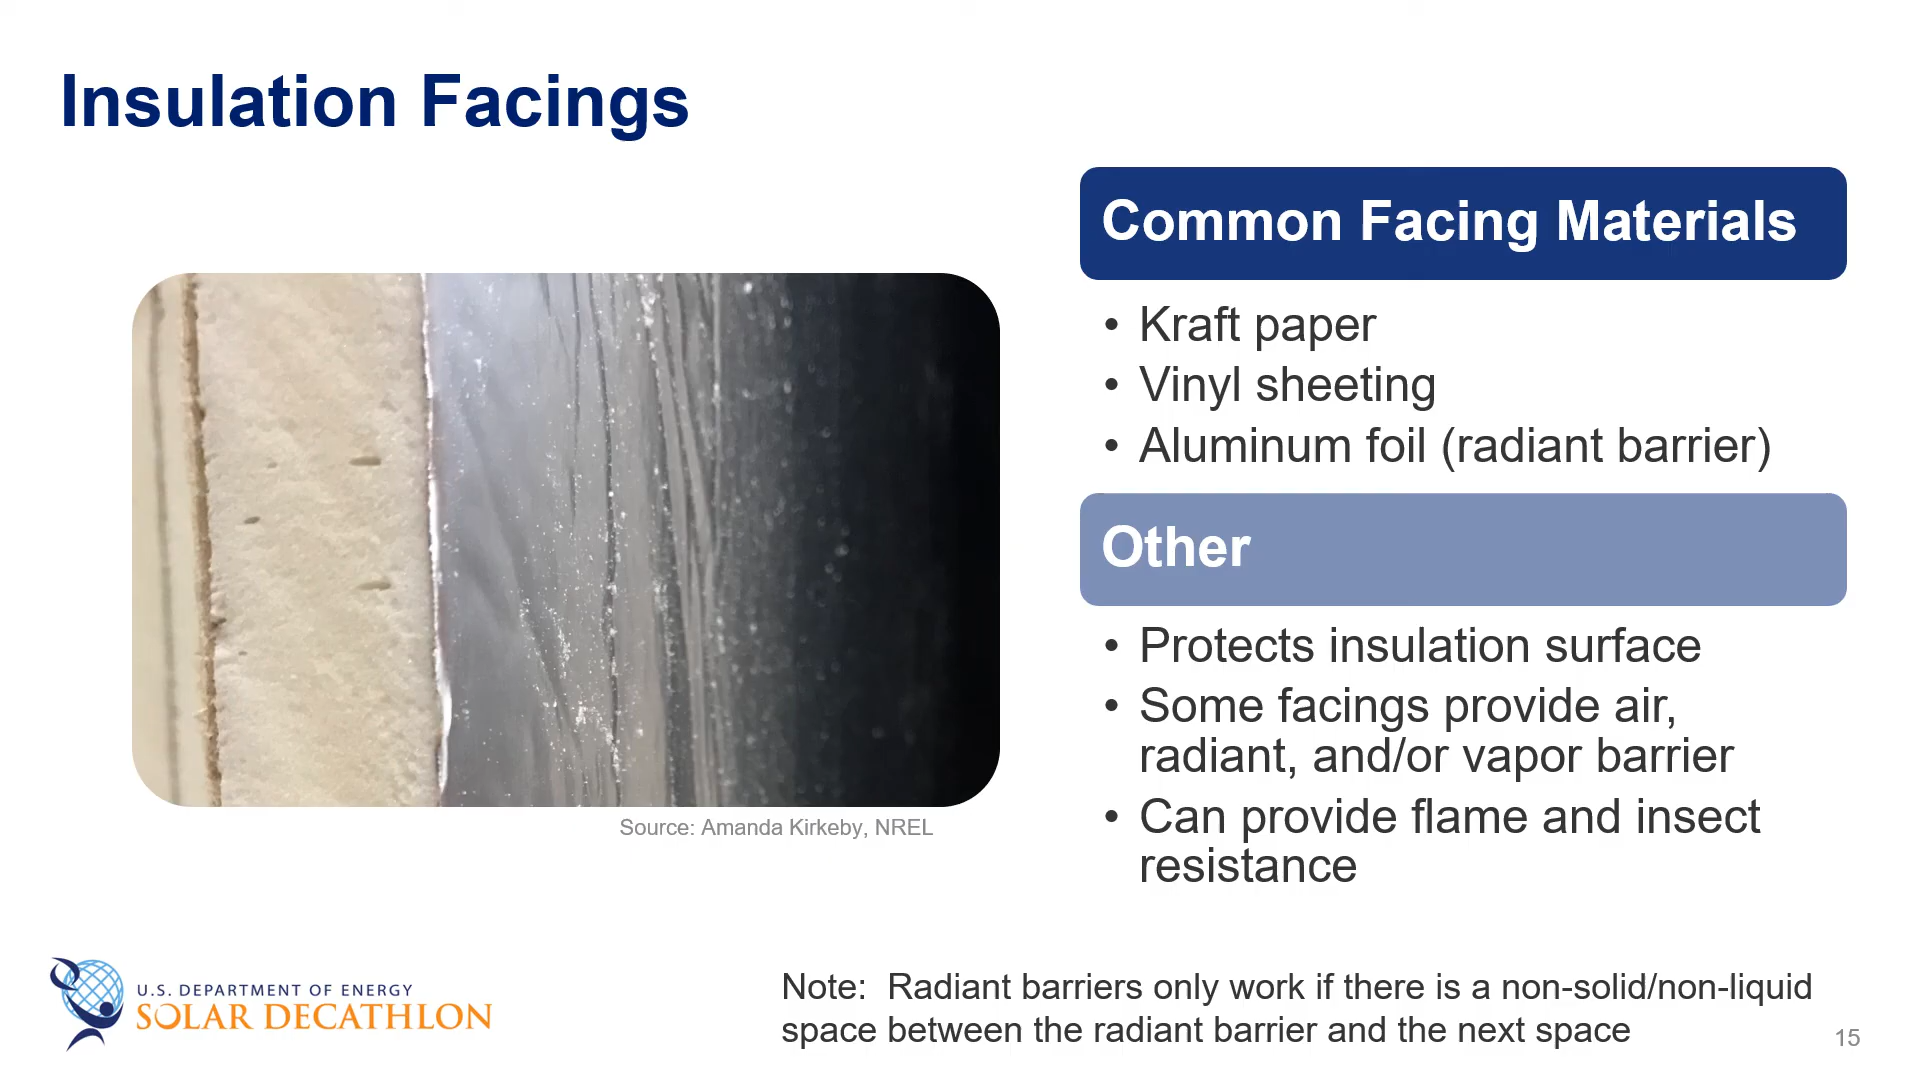 Insulation Facings
Common Facing Materials
• Kraft paper
• Vinyl sheeting
• Aluminum foil (radiant barrier)
Other
• Protects insulation surface
• Some facings provide air,
radiant, and/or vapor barrier
• Can provide flame and insect
resistance
Source: Amanda Kirkeby, NREL
U.S. DEPARTMENT OF ENERGY
SOLAR DECATHLON
Note:  Radiant barriers only work if there is a non-solid/non-liquid
space between the radiant barrier and the next space
15